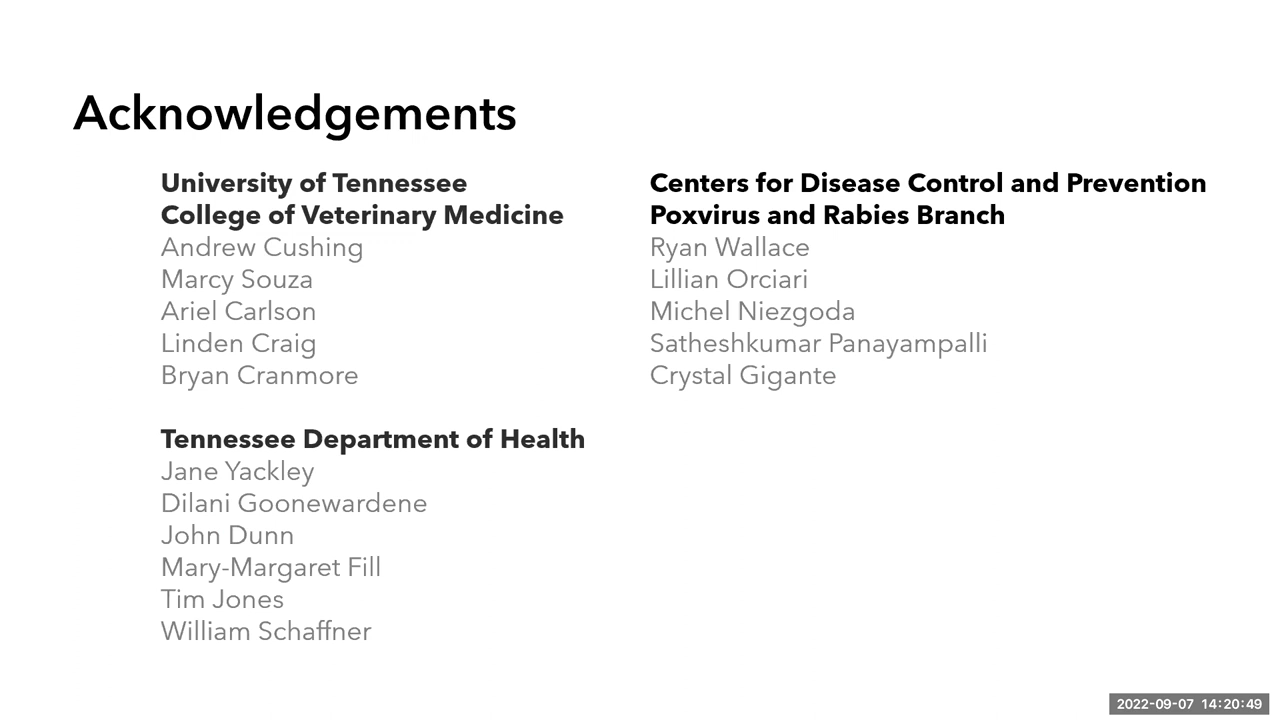 Acknowledgements
University of Tennessee
College of Veterinary Medicine
Andrew Cushing
Marcy Souza
Ariel Carlson
Linden Craig
Bryan Cranmore
Tennessee Department of Health
Jane Yackley
Dilani Goonewardene
John Dunn
Mary-Margaret Fill
Tim Jones
William Schaffner
Centers for Disease Control and Prevention
Poxvirus and Rabies Branch
Ryan Wallace
Lillian Orciari
Michel Niezgoda
Satheshkumar Panayampalli
Crystal Gigante
2022-09-07 14:20:49